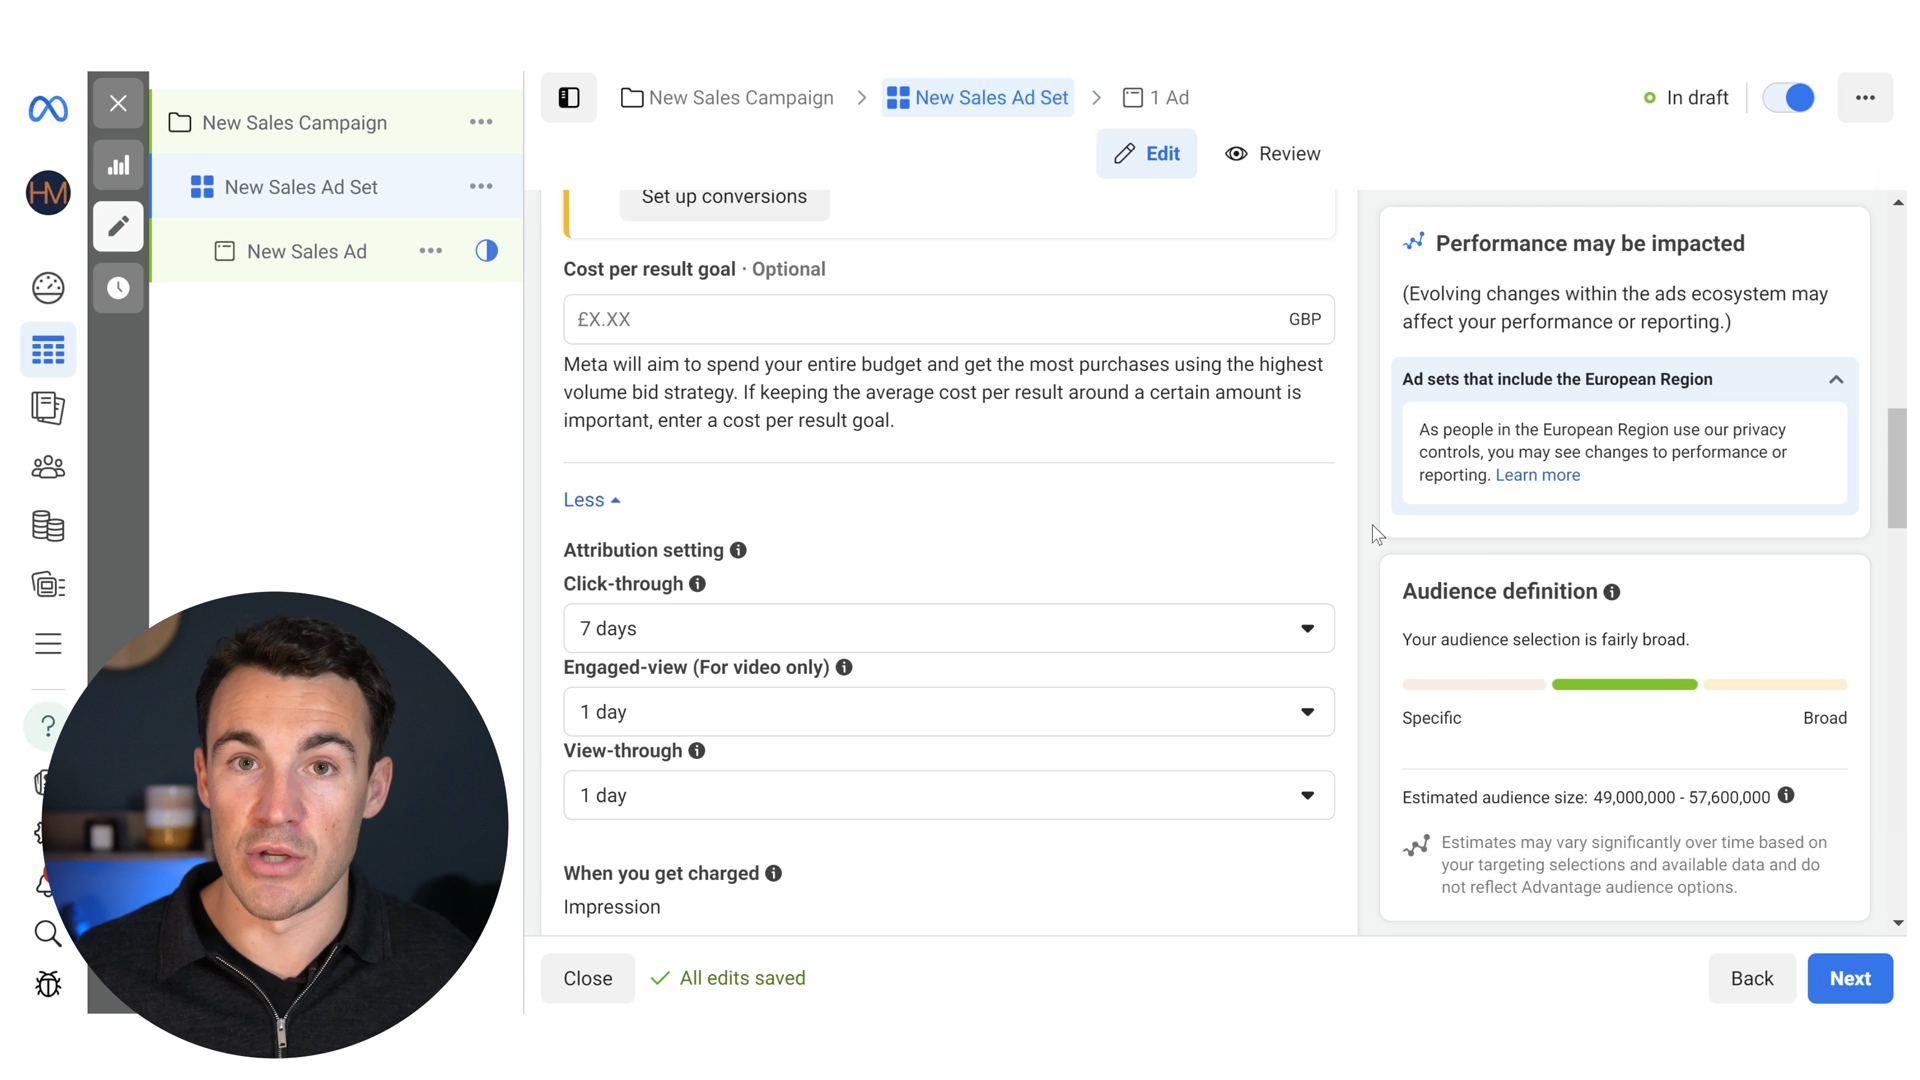 New Sales Campaign
New Sales Ad Set
1 Ad
In draft
Edit
Review
HM
New Sales Campaign
New Sales Ad Set
New Sales Ad
?
Set up conversions
Cost per result goal · Optional
£X.XX
GBP
Meta will aim to spend your entire budget and get the most purchases using the highest
volume bid strategy. If keeping the average cost per result around a certain amount is
important, enter a cost per result goal.
Less
Attribution setting
Click-through
7 days
Engaged-view (For video only)
1 day
View-through
1 day
When you get charged
Impression
Performance may be impacted
(Evolving changes within the ads ecosystem may
affect your performance or reporting.)
Ad sets that include the European Region
As people in the European Region use our privacy
controls, you may see changes to performance or
reporting. Learn more
Audience definition
Your audience selection is fairly broad.
Specific
Broad
Estimated audience size: 49,000,000 - 57,600,000
Estimates may vary significantly over time based on
your targeting selections and available data and do
not reflect Advantage audience options.
Close
All edits saved
Back
Next